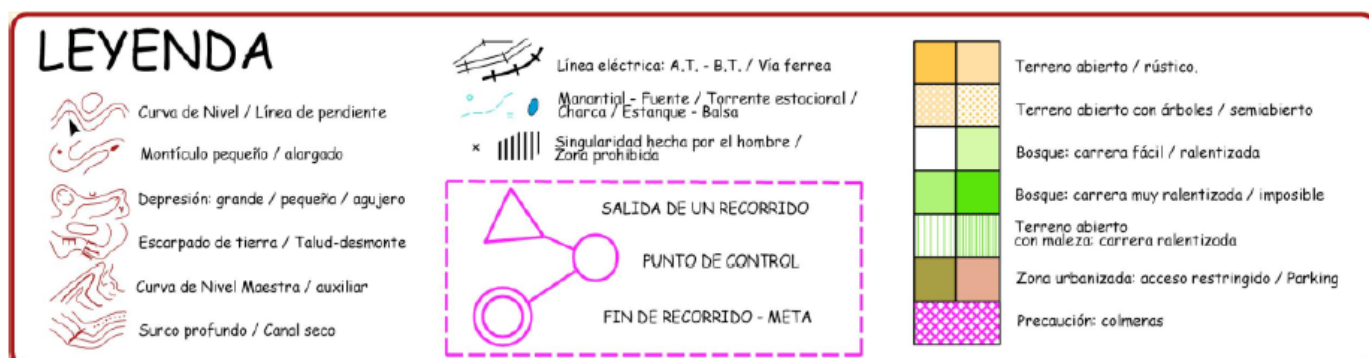 LEYENDA
Curva de Nivel / Línea de pendiente
Montículo pequeño / alargado
Depresión: grande / pequeña / agujero
Escarpado de tierra / Talud-desmonte
Curva de Nivel Maestra / auxiliar
Surco profundo / Canal seco
Línea eléctrica: A.T. - B.T. / Vía ferrea
Manantial - Fuente / Torrente estacional /
Charca / Estanque - Balsa
Singularidad hecha por el hombre /
Zona prohibida
SALIDA DE UN RECORRIDO
PUNTO DE CONTROL
FIN DE RECORRIDO - META
Terreno abierto / rústico.
Terreno abierto con árboles / semiabierto
Bosque: carrera fácil / ralentizada
Bosque: carrera muy ralentizada / imposible
Terreno abierto
con maleza: carrera ralentizada
Zona urbanizada: acceso restringido / Parking
Precaución: colmenas